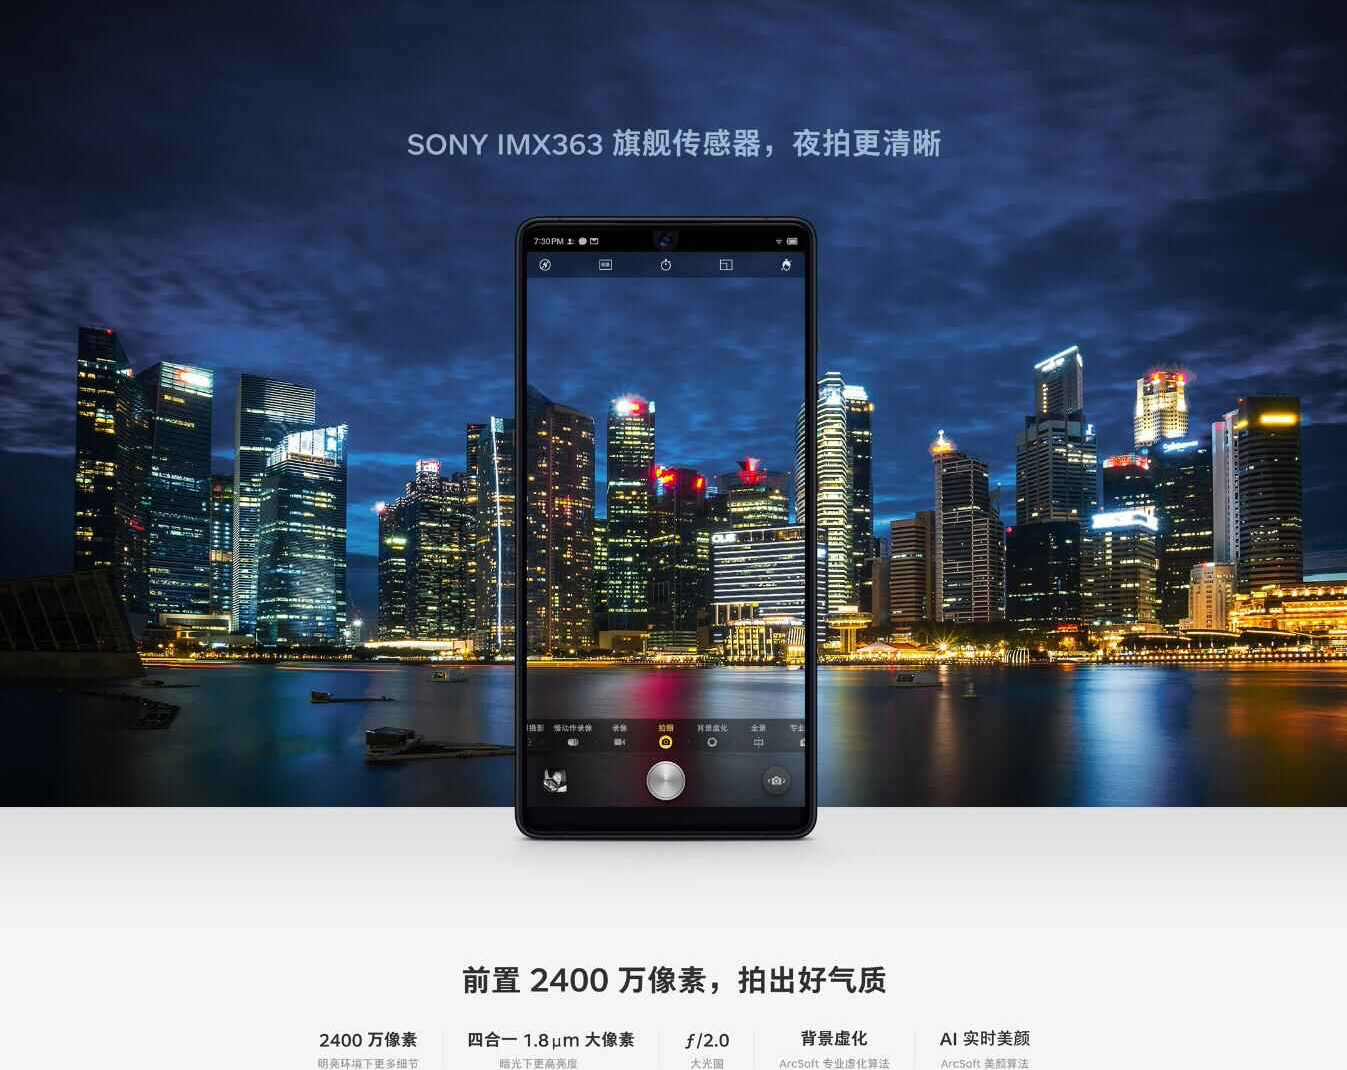 SONY IMX363 旗舰传感器，夜拍更清晰
7:30PM
OUE
摄影 慢动作录像 录像 拍照 背景虚化 全景 专业
前置 2400 万像素，拍出好气质
2400 万像素 四合一 1.8μm 大像素 ƒ/2.0 背景虚化 AI 实时美颜
明亮环境下更多细节 暗光下更高亮度 大光圈 ArcSoft 专业虚化算法 ArcSoft 美颜算法